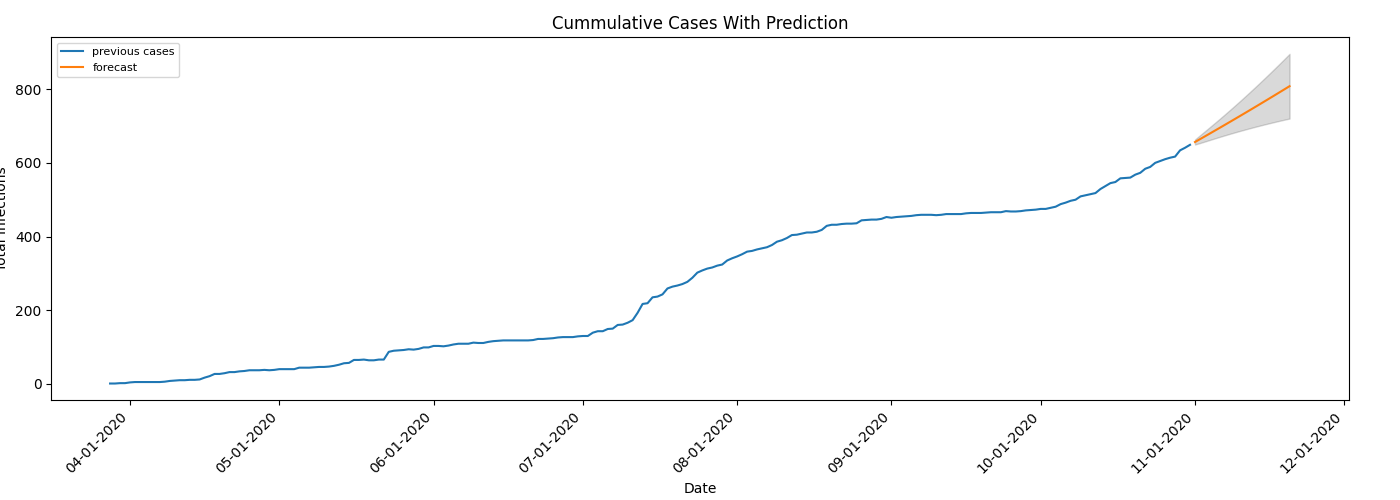 Cummulative Cases With Prediction
previous cases
forecast
800
600
400
200
0
Total Infections
04-01-2020
05-01-2020
06-01-2020
07-01-2020
08-01-2020
09-01-2020
10-01-2020
11-01-2020
12-01-2020
Date